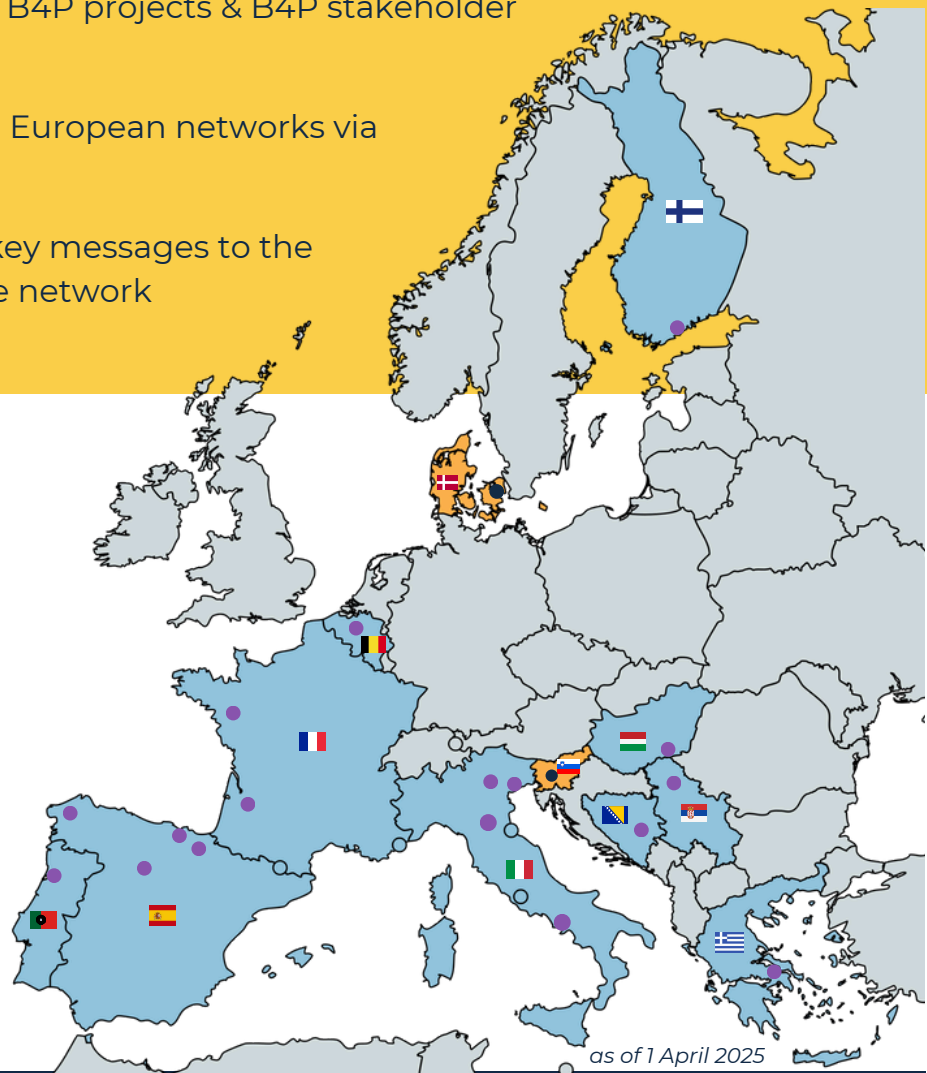 B4P projects & B4P stakeholder
European networks via
key messages to the
network
as of 1 April 2025